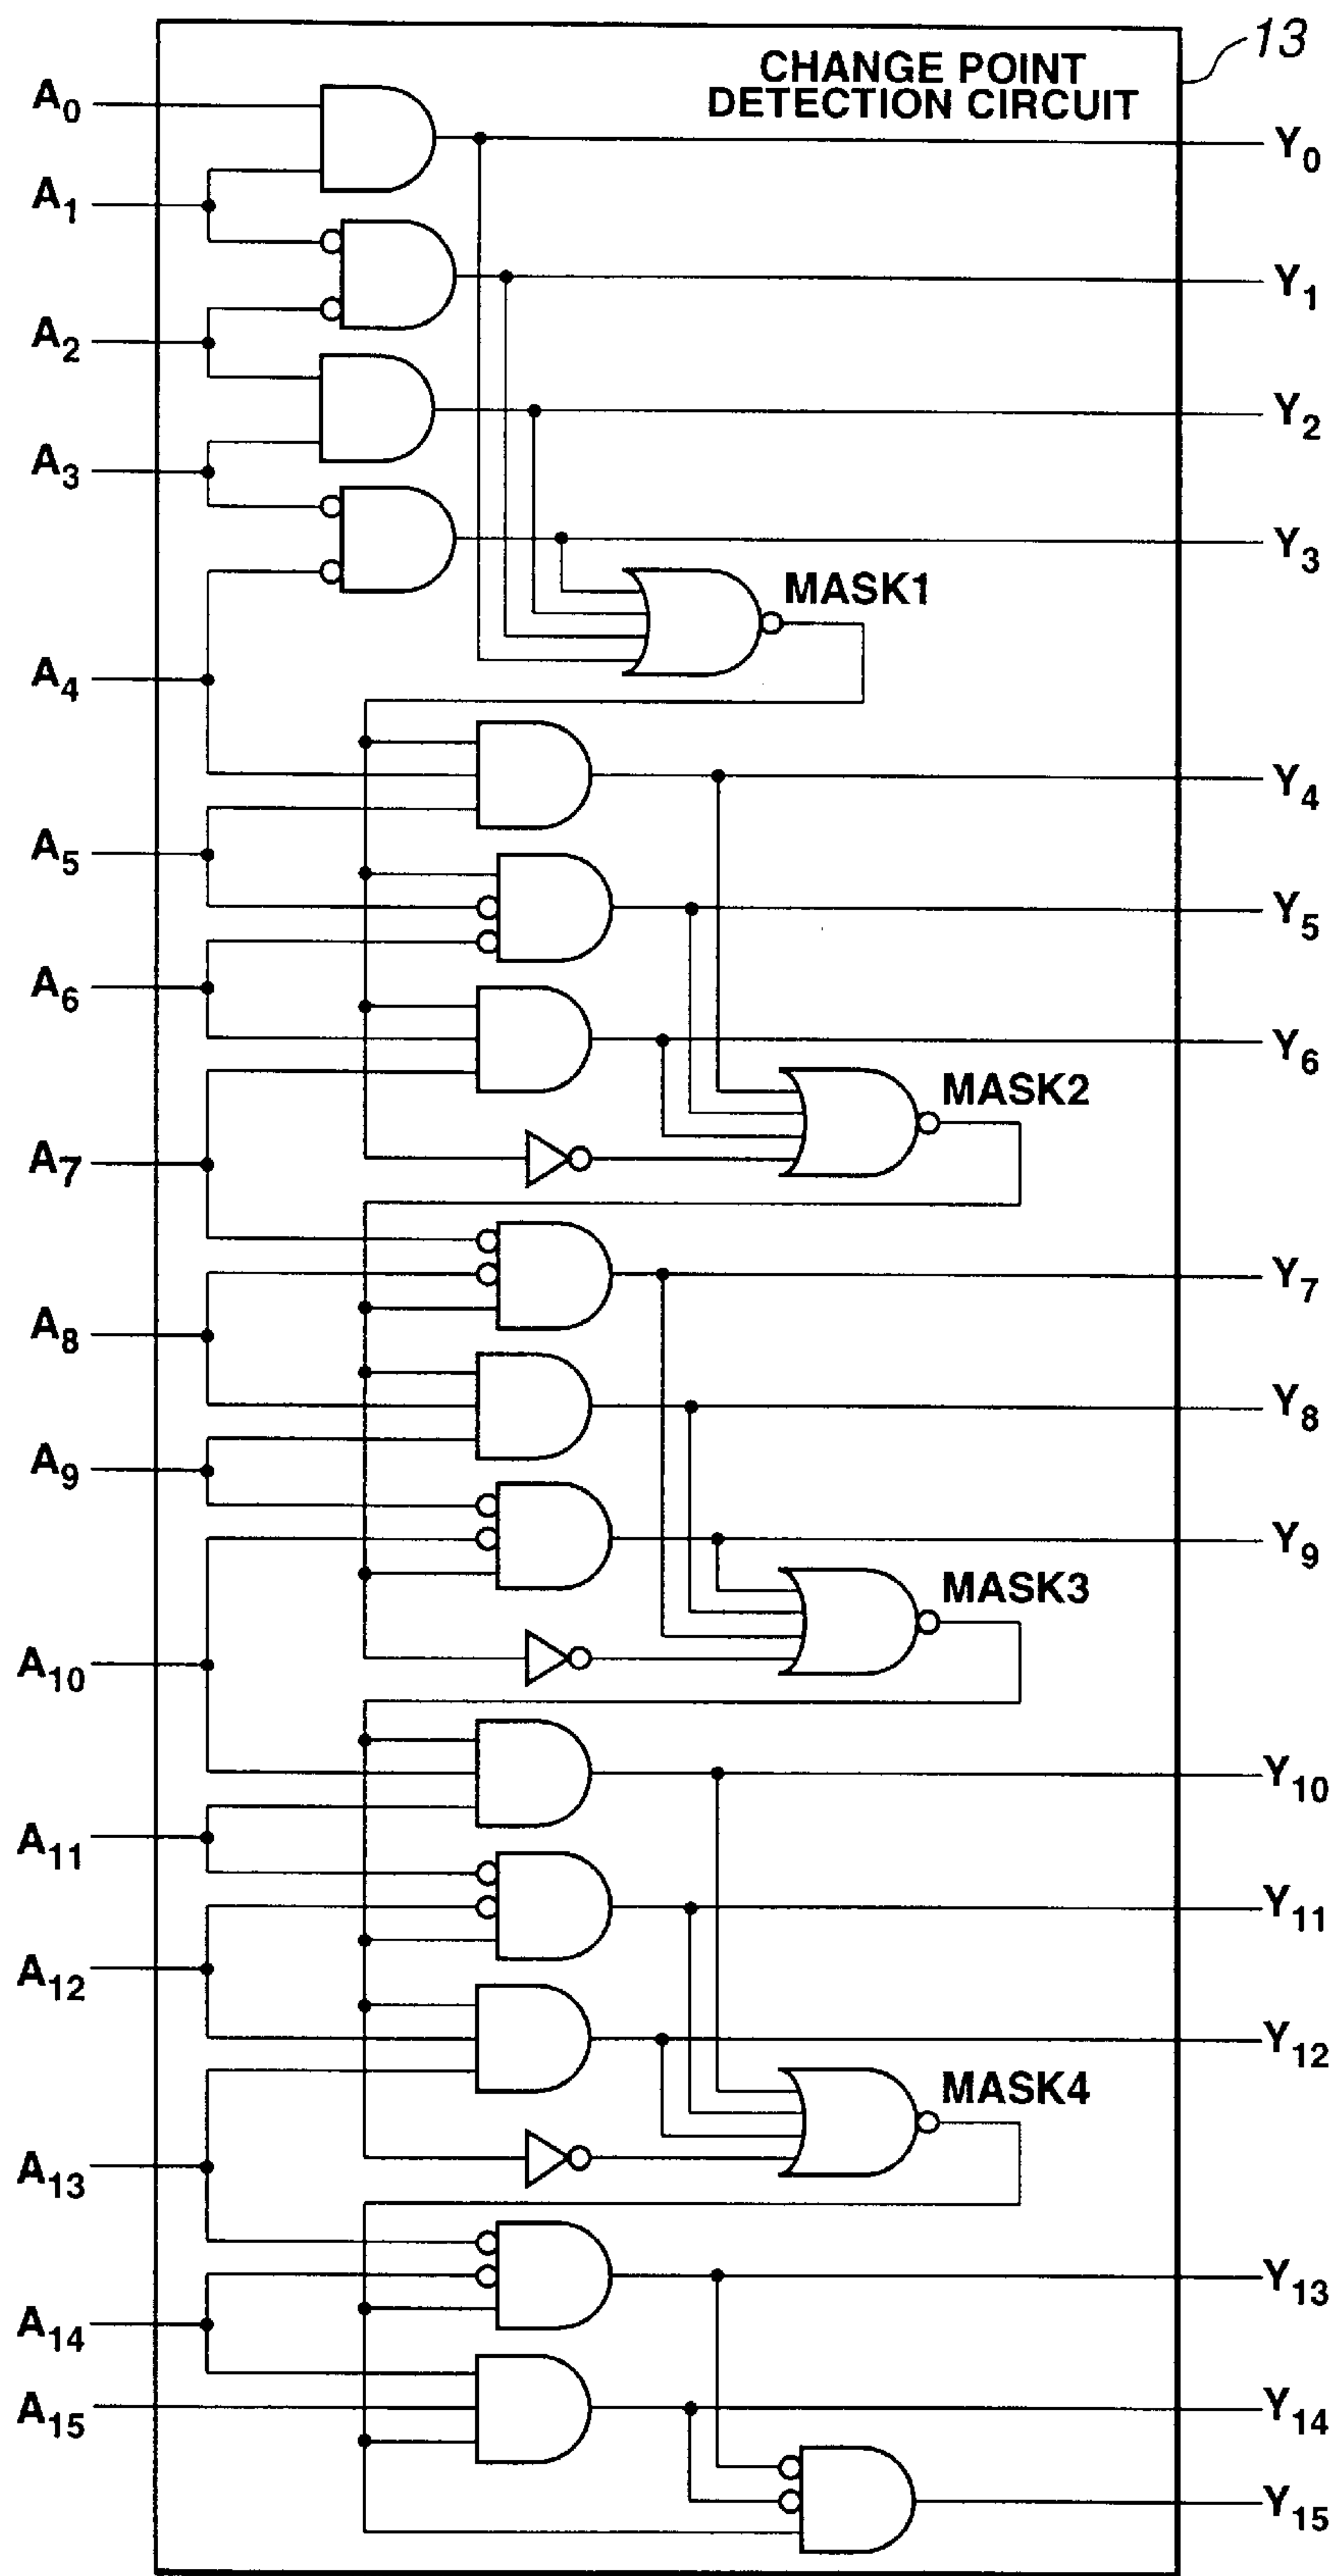 13
CHANGE POINT
DETECTION CIRCUIT
A0
Y0
A1
Y1
A2
Y2
A3
Y3
MASK1
A4
Y4
A5
Y5
A6
Y6
MASK2
A7
Y7
A8
Y8
A9
Y9
MASK3
A10
Y10
A11
Y11
A12
Y12
MASK4
A13
Y13
A14
Y14
A15
Y15